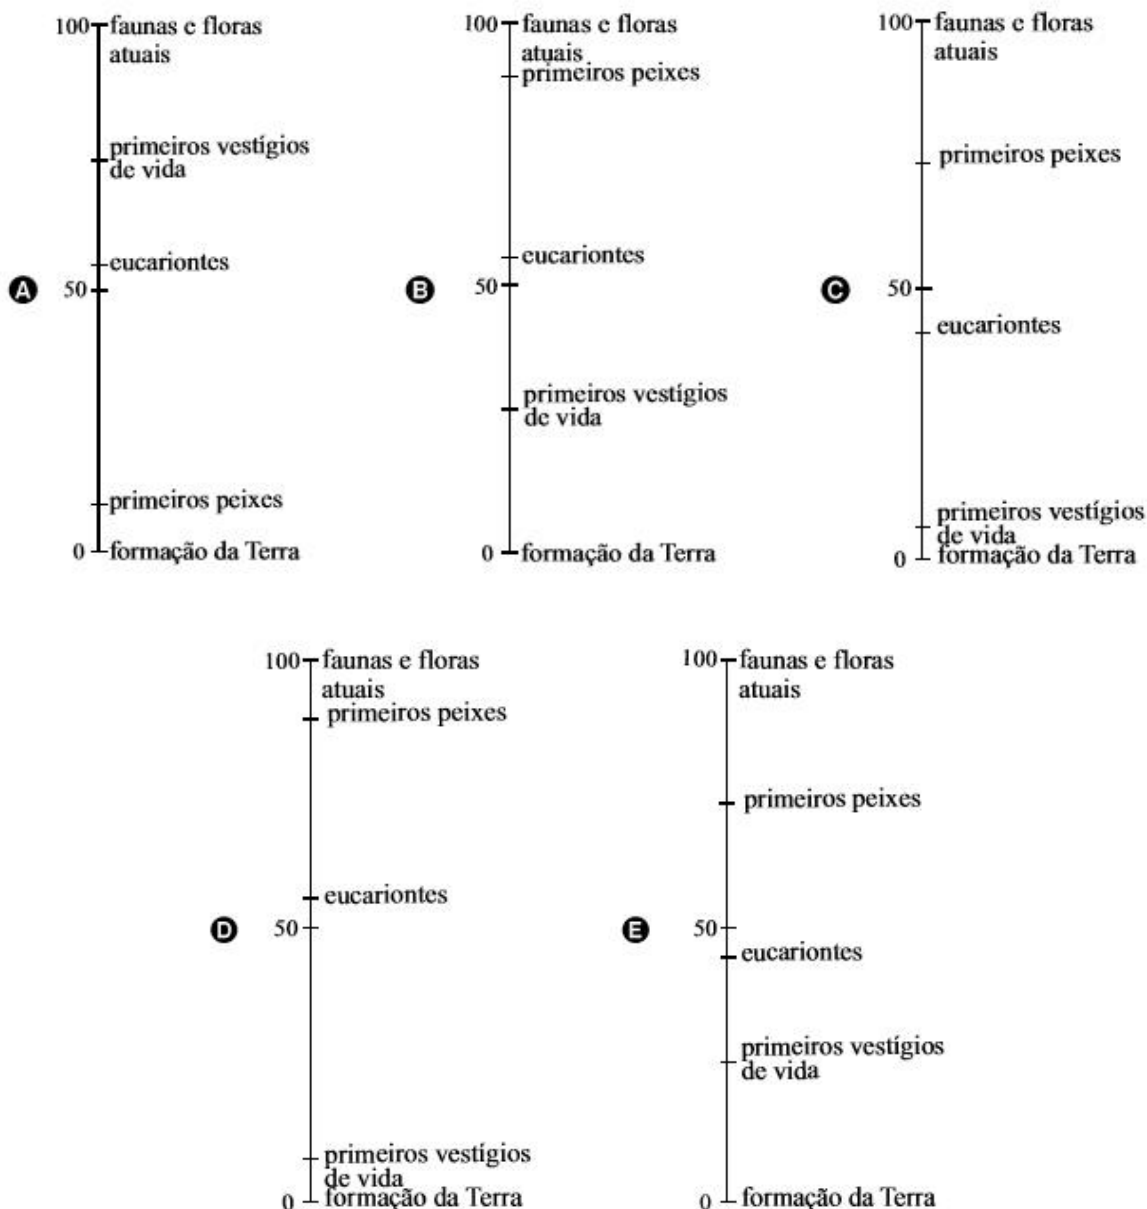 100 faunas e floras
atuais
primeiros vestígios
de vida
eucariontes
A 50
primeiros peixes
0 formação da Terra
100 faunas e floras
atuais
primeiros peixes
eucariontes
B 50
primeiros vestígios
de vida
0 formação da Terra
100 faunas e floras
atuais
primeiros peixes
C 50
eucariontes
primeiros vestígios
de vida
0 formação da Terra
100 faunas e floras
atuais
primeiros peixes
eucariontes
D 50
primeiros vestígios
de vida
0 formação da Terra
100 faunas e floras
atuais
primeiros peixes
E 50
eucariontes
primeiros vestígios
de vida
0 formação da Terra